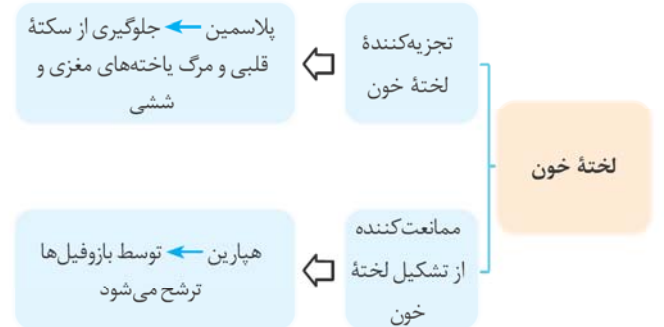 لختهٔ خون
تجزیه‌کنندهٔ
لختهٔ خون
پلاسمین ← جلوگیری از سکتهٔ
قلبی و مرگ یاخته‌های مغزی و
ششی
ممانعت‌کننده
از تشکیل لختهٔ
خون
هپارین ← توسط بازوفیل‌ها
ترشح می‌شود